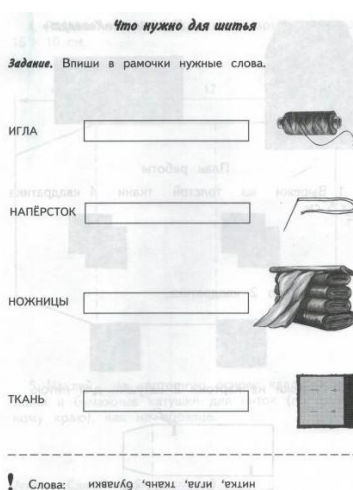 Что нужно для шитья
Задание. Впиши в рамочки нужные слова.
ИГЛА
НАПЁРСТОК
НОЖНИЦЫ
ТКАНЬ
! Слова: нитка, игла, ткань, булавки